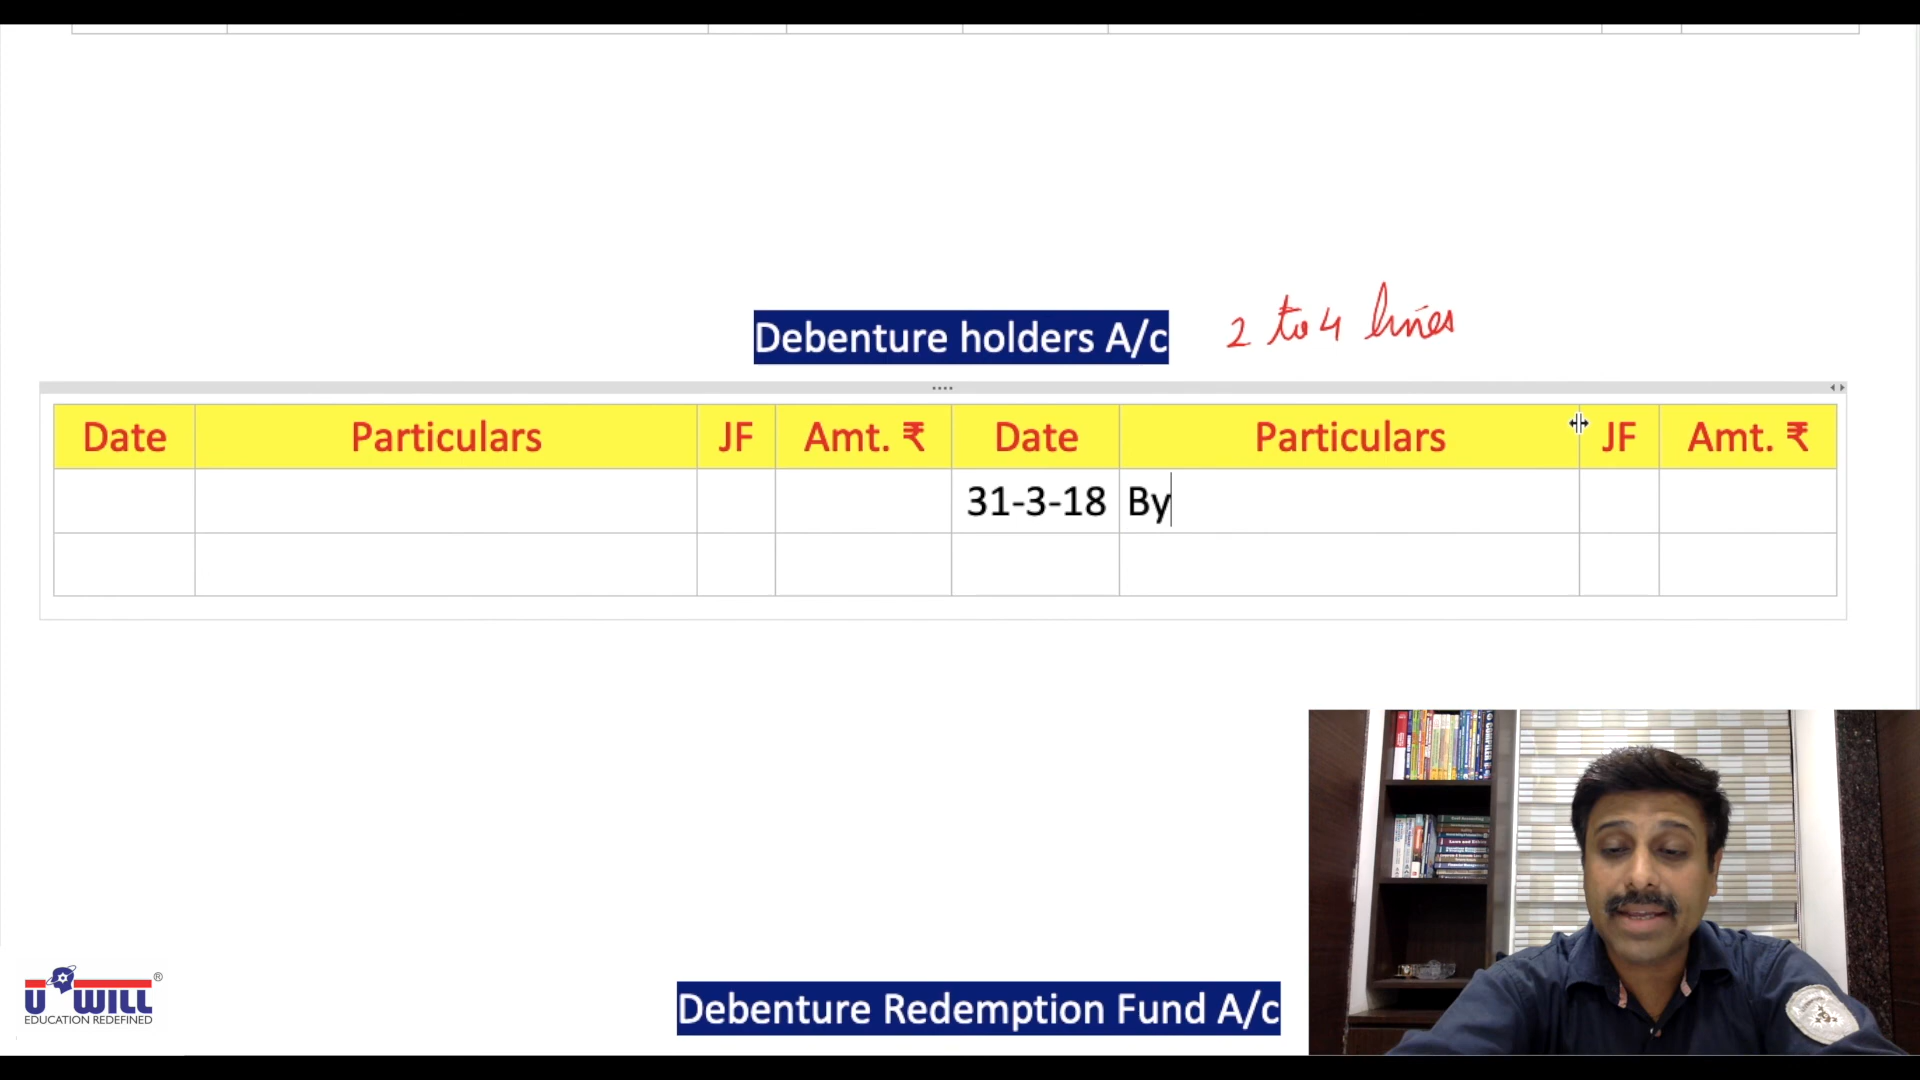 Debenture holders A/c 2 to 4 lines
Date Particulars JF Amt. ₹ Date Particulars JF Amt. ₹
31-3-18 By
U WILL ®
EDUCATION REDEFINED
Debenture Redemption Fund A/c